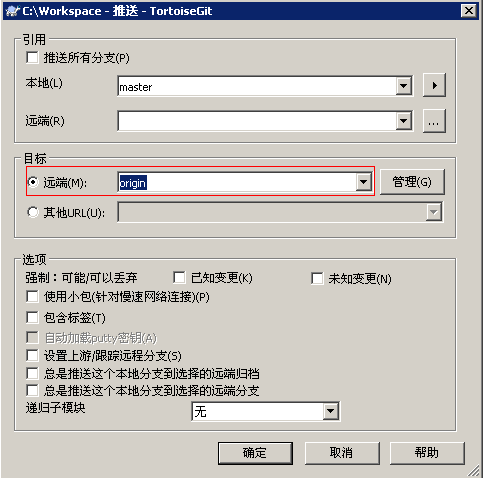 C:\Workspace - 推送 - TortoiseGit
引用
推送所有分支(P)
本地(L)
master
远端(R)
...
目标
远端(M):
origin
管理(G)
其他URL(U):
选项
强制：可能/可以丢弃
已知变更(K)
未知变更(N)
使用小包(针对慢速网络连接)(P)
包含标签(T)
自动加载putty密钥(A)
设置上游/跟踪远程分支(S)
总是推送这个本地分支到选择的远端归档
总是推送这个本地分支到选择的远端分支
递归子模块
无
确定
取消
帮助